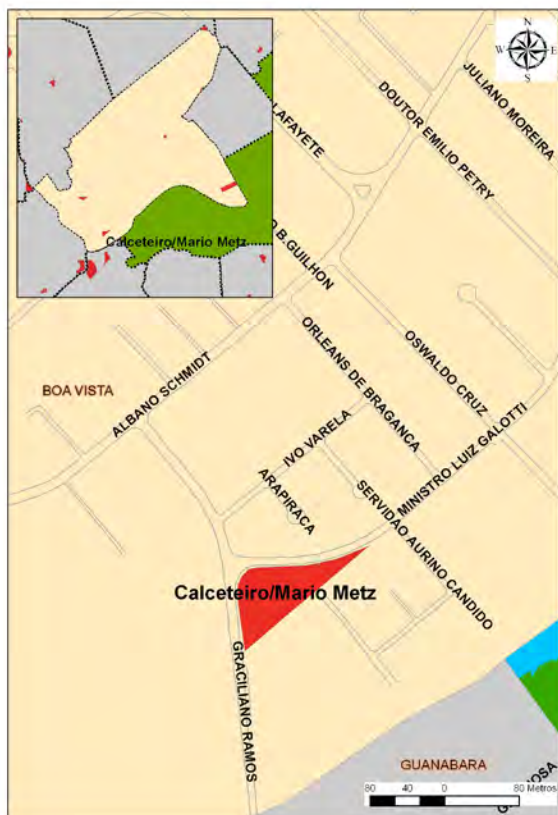 N
W E
S
Calceteiro/Mario Metz
JULIANO MOREIRA
DOUTOR EMILIO PETRY
LAFAYETE
B.GUILHON
OSWALDO CRUZ
ORLEANS DE BRAGANCA
ALBANO SCHMIDT
BOA VISTA
IVO VARELA
MINISTRO LUIZ GALOTTI
ARAPIRACA
SERVIDAO AURINO CANDIDO
Calceteiro/Mario Metz
GRACILIANO RAMOS
GUANABARA
80 40 0 80 Metros